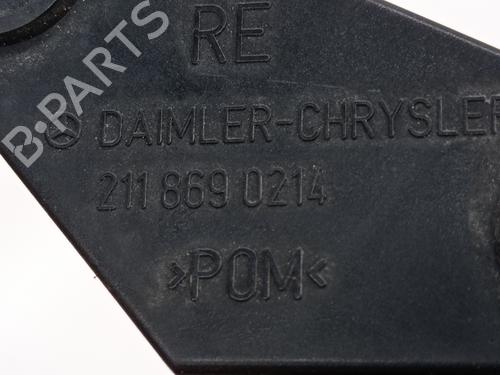 RE
DAIMLER-CHRYSLER
211 869 0214
>POM<
B-PARTS